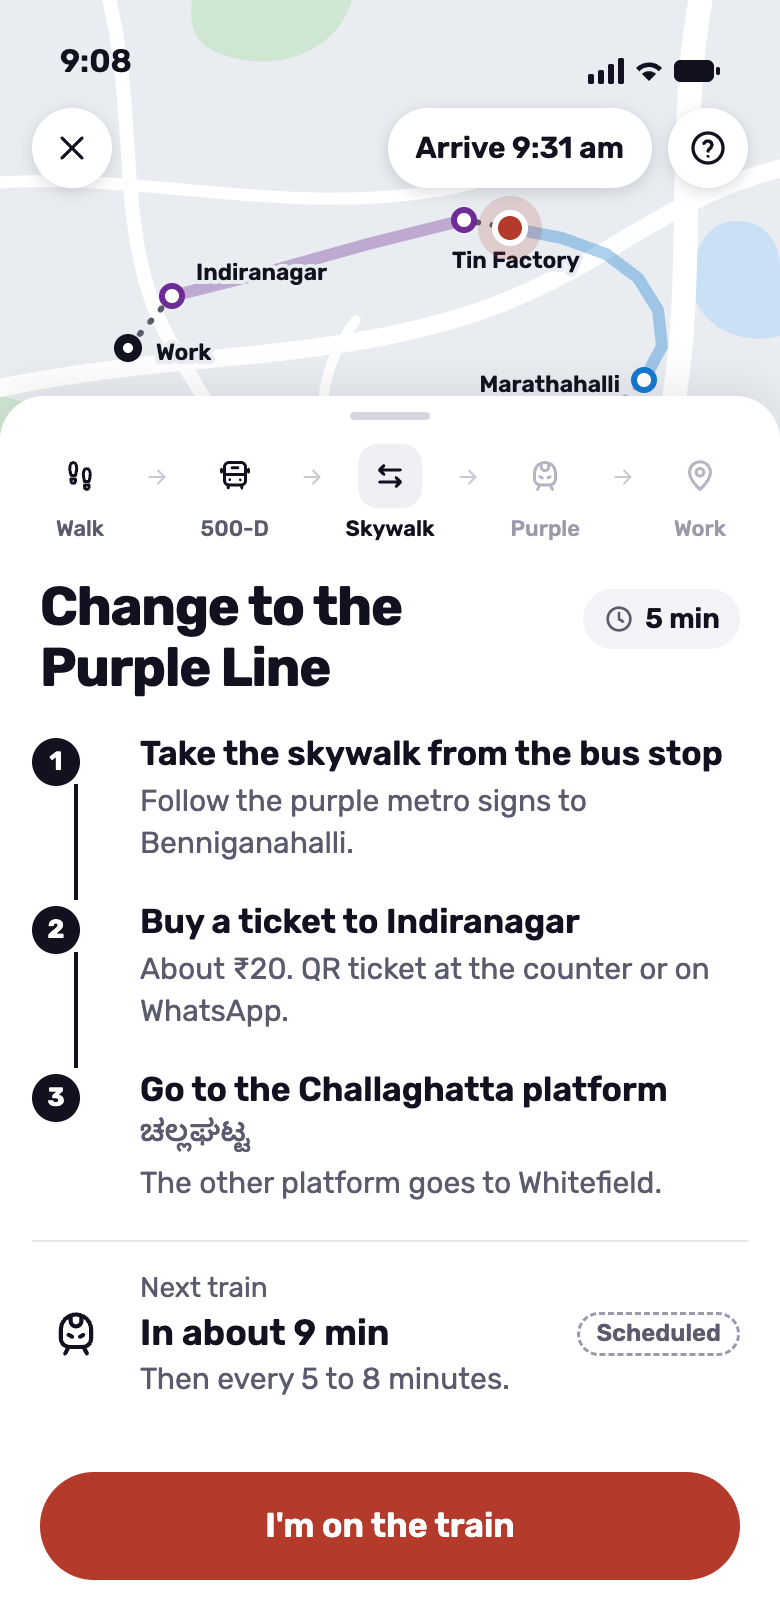 9:08
Arrive 9:31 am
Indiranagar
Tin Factory
Work
Marathahalli
Walk
500-D
Skywalk
Purple
Work
Change to the
Purple Line
5 min
1
Take the skywalk from the bus stop
Follow the purple metro signs to
Benniganahalli.
2
Buy a ticket to Indiranagar
About ₹20. QR ticket at the counter or on
WhatsApp.
3
Go to the Challaghatta platform
ಚಲ್ಲಘಟ್ಟ
The other platform goes to Whitefield.
Next train
In about 9 min
Scheduled
Then every 5 to 8 minutes.
I'm on the train